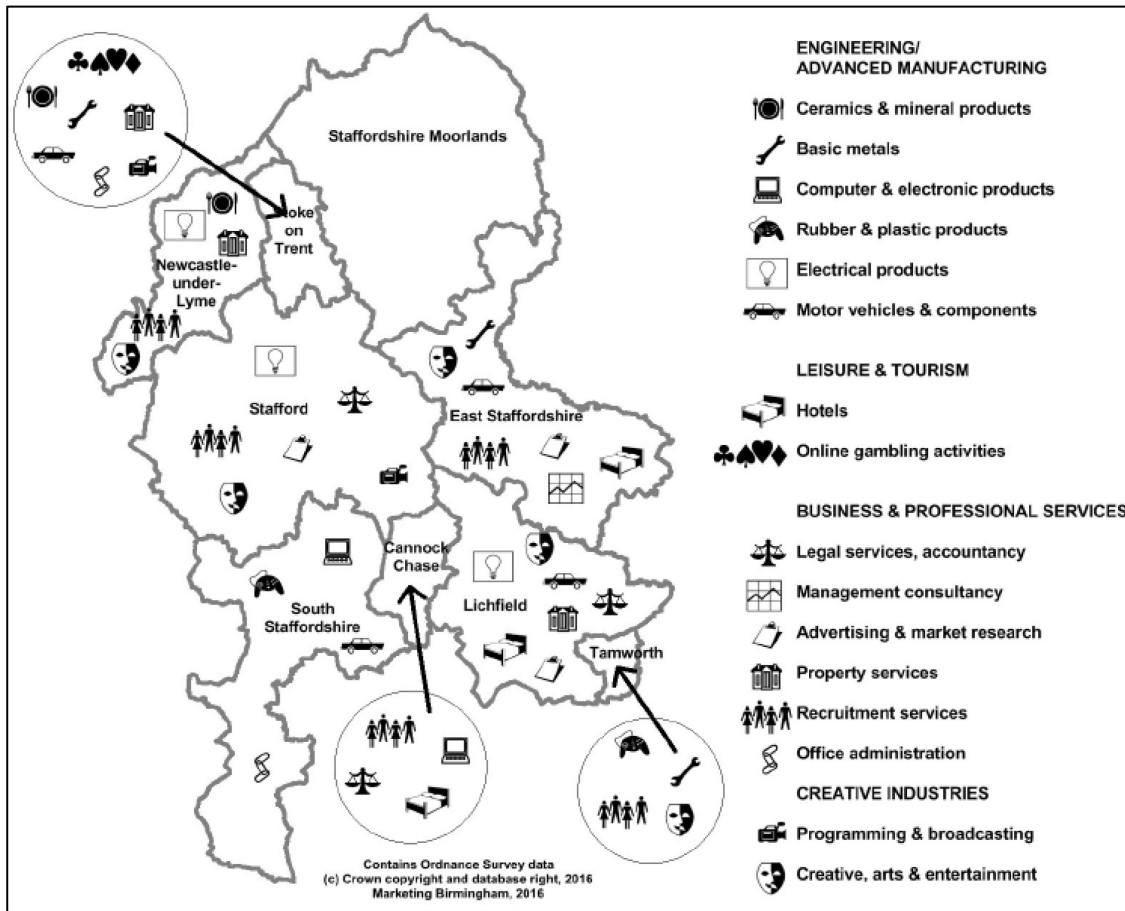 Staffordshire Moorlands
toke
on
Trent
Newcastle-
under-
Lyme
Stafford
East Staffordshire
Cannock
Chase
Lichfield
South
Staffordshire
Tamworth
Contains Ordnance Survey data
(c) Crown copyright and database right, 2016
Marketing Birmingham, 2016
ENGINEERING/
ADVANCED MANUFACTURING
Ceramics & mineral products
Basic metals
Computer & electronic products
Rubber & plastic products
Electrical products
Motor vehicles & components
LEISURE & TOURISM
Hotels
Online gambling activities
BUSINESS & PROFESSIONAL SERVICES
Legal services, accountancy
Management consultancy
Advertising & market research
Property services
Recruitment services
Office administration
CREATIVE INDUSTRIES
Programming & broadcasting
Creative, arts & entertainment